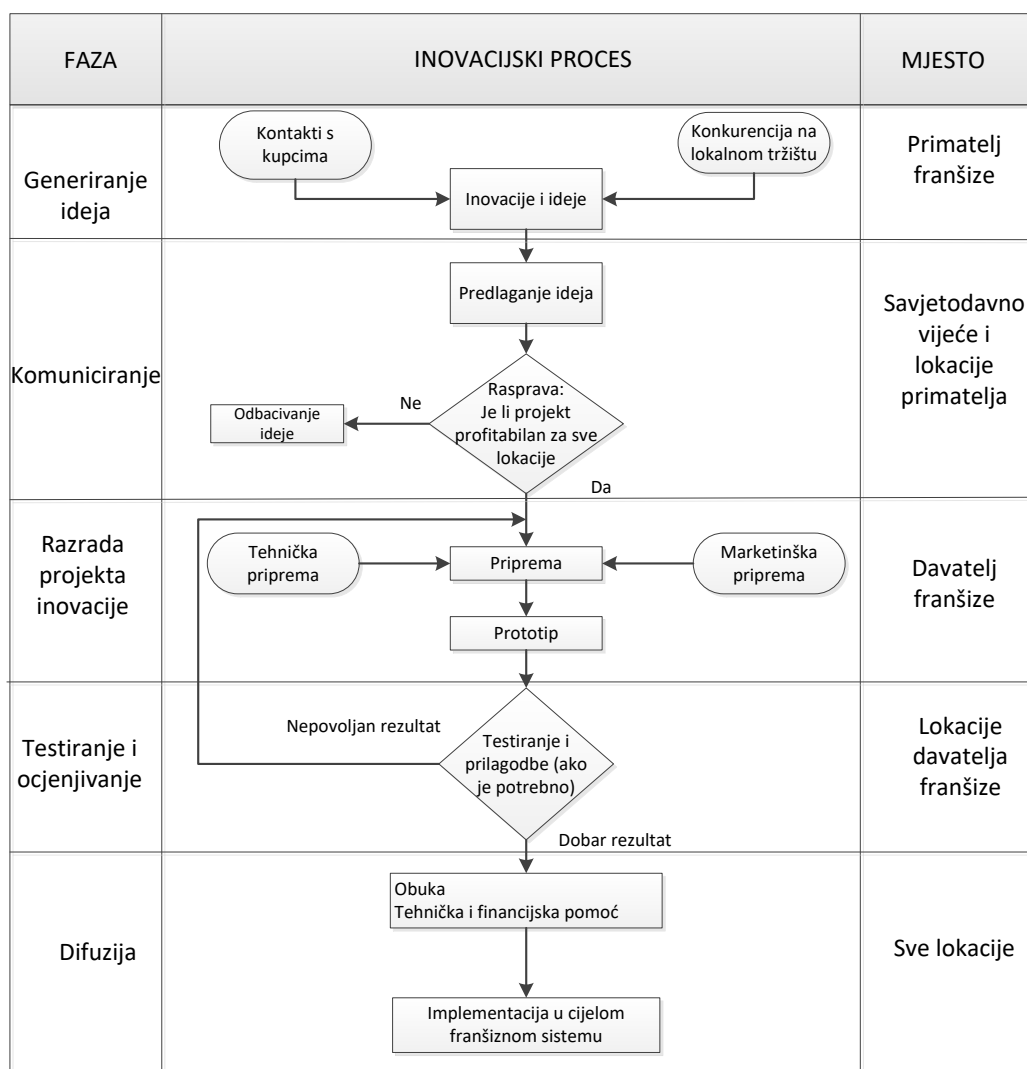 FAZA
INOVACIJSKI PROCES
MJESTO
Generiranje
ideja
Kontakti s
kupcima
Konkurencija na
lokalnom tržištu
Inovacije i ideje
Primatelj
franšize
Komuniciranje
Predlaganje ideja
Rasprava:
Je li projekt
profitabilan za sve
lokacije
Ne
Odbacivanje
ideje
Da
Savjetodavno
vijeće i
lokacije
primatelja
Razrada
projekta
inovacije
Tehnička
priprema
Priprema
Marketinška
priprema
Prototip
Davatelj
franšize
Testiranje i
ocjenjivanje
Nepovoljan rezultat
Testiranje i
prilagodbe (ako
je potrebno)
Dobar rezultat
Lokacije
davatelja
franšize
Difuzija
Obuka
Tehnička i financijska pomoć
Implementacija u cijelom
franšiznom sistemu
Sve lokacije